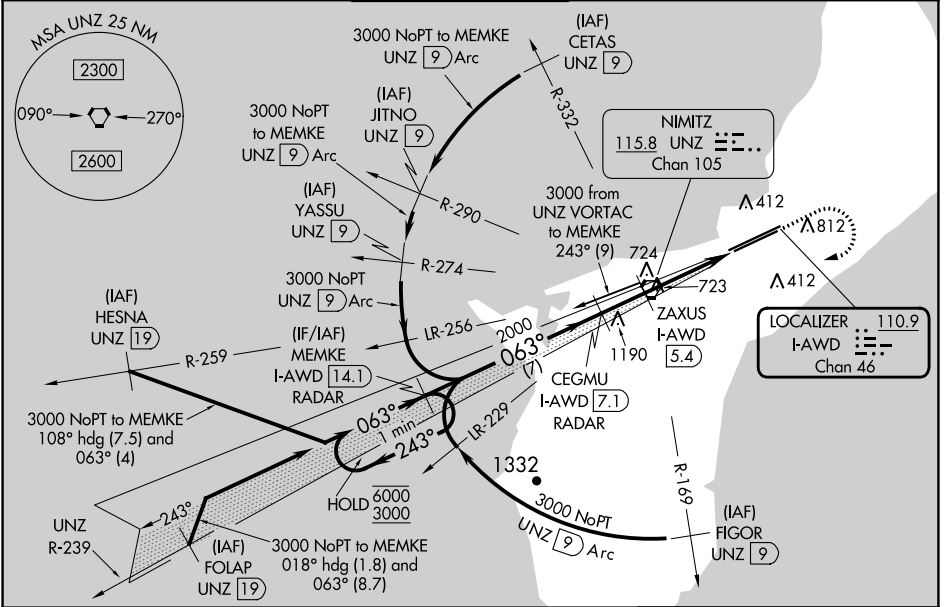 MSA UNZ 25 NM
2300
090°
270°
2600
3000 NoPT to MEMKE
UNZ 9 Arc
(IAF)
CETAS
UNZ 9
R-332
(IAF)
JITNO
UNZ 9
3000 NoPT
to MEMKE
UNZ 9 Arc
R-290
(IAF)
YASSU
UNZ 9
R-274
3000 NoPT
UNZ 9 Arc
NIMITZ
115.8 UNZ
Chan 105
3000 from
UNZ VORTAC
to MEMKE
243° (9)
412
812
724
723
412
ZAXUS
I-AWD
5.4
1190
LOCALIZER 110.9
I-AWD
Chan 46
CEGMU
I-AWD 7.1
RADAR
(IAF)
HESNA
UNZ 19
R-259
LR-256
2000
063°
(7)
(IF/IAF)
MEMKE
I-AWD 14.1
RADAR
3000 NoPT to MEMKE
108° hdg (7.5) and
063° (4)
063°
1 min
243°
LR-229
HOLD 6000
3000
1332
3000 NoPT
UNZ 9 Arc
R-169
(IAF)
FIGOR
UNZ 9
243°
UNZ
R-239
(IAF)
FOLAP
UNZ 19
3000 NoPT to MEMKE
018° hdg (1.8) and
063° (8.7)